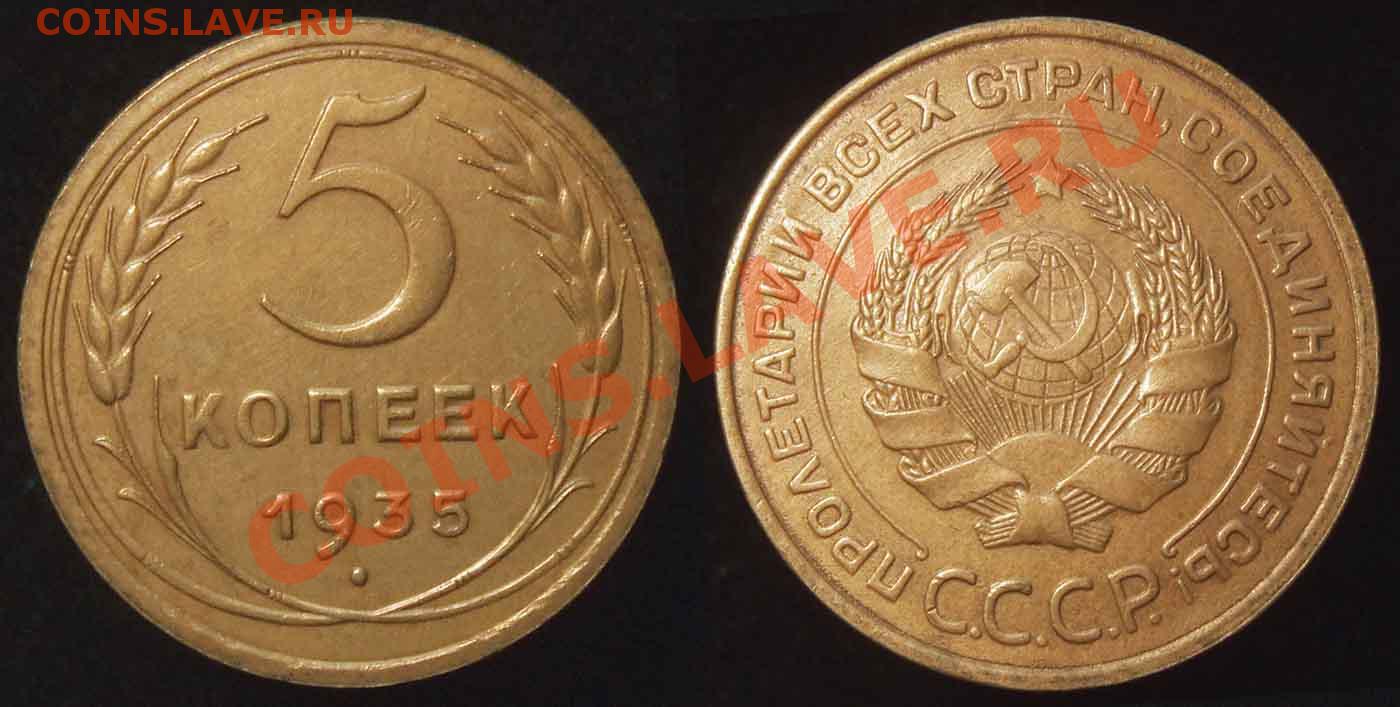 COINS.LAVE.RU
5
КОПЕЕК
1935
ПРОЛЕТАРИИ ВСЕХ СТРАН, СОЕДИНЯЙТЕСЬ!
С.С.С.Р.
COINS.LAVE.RU